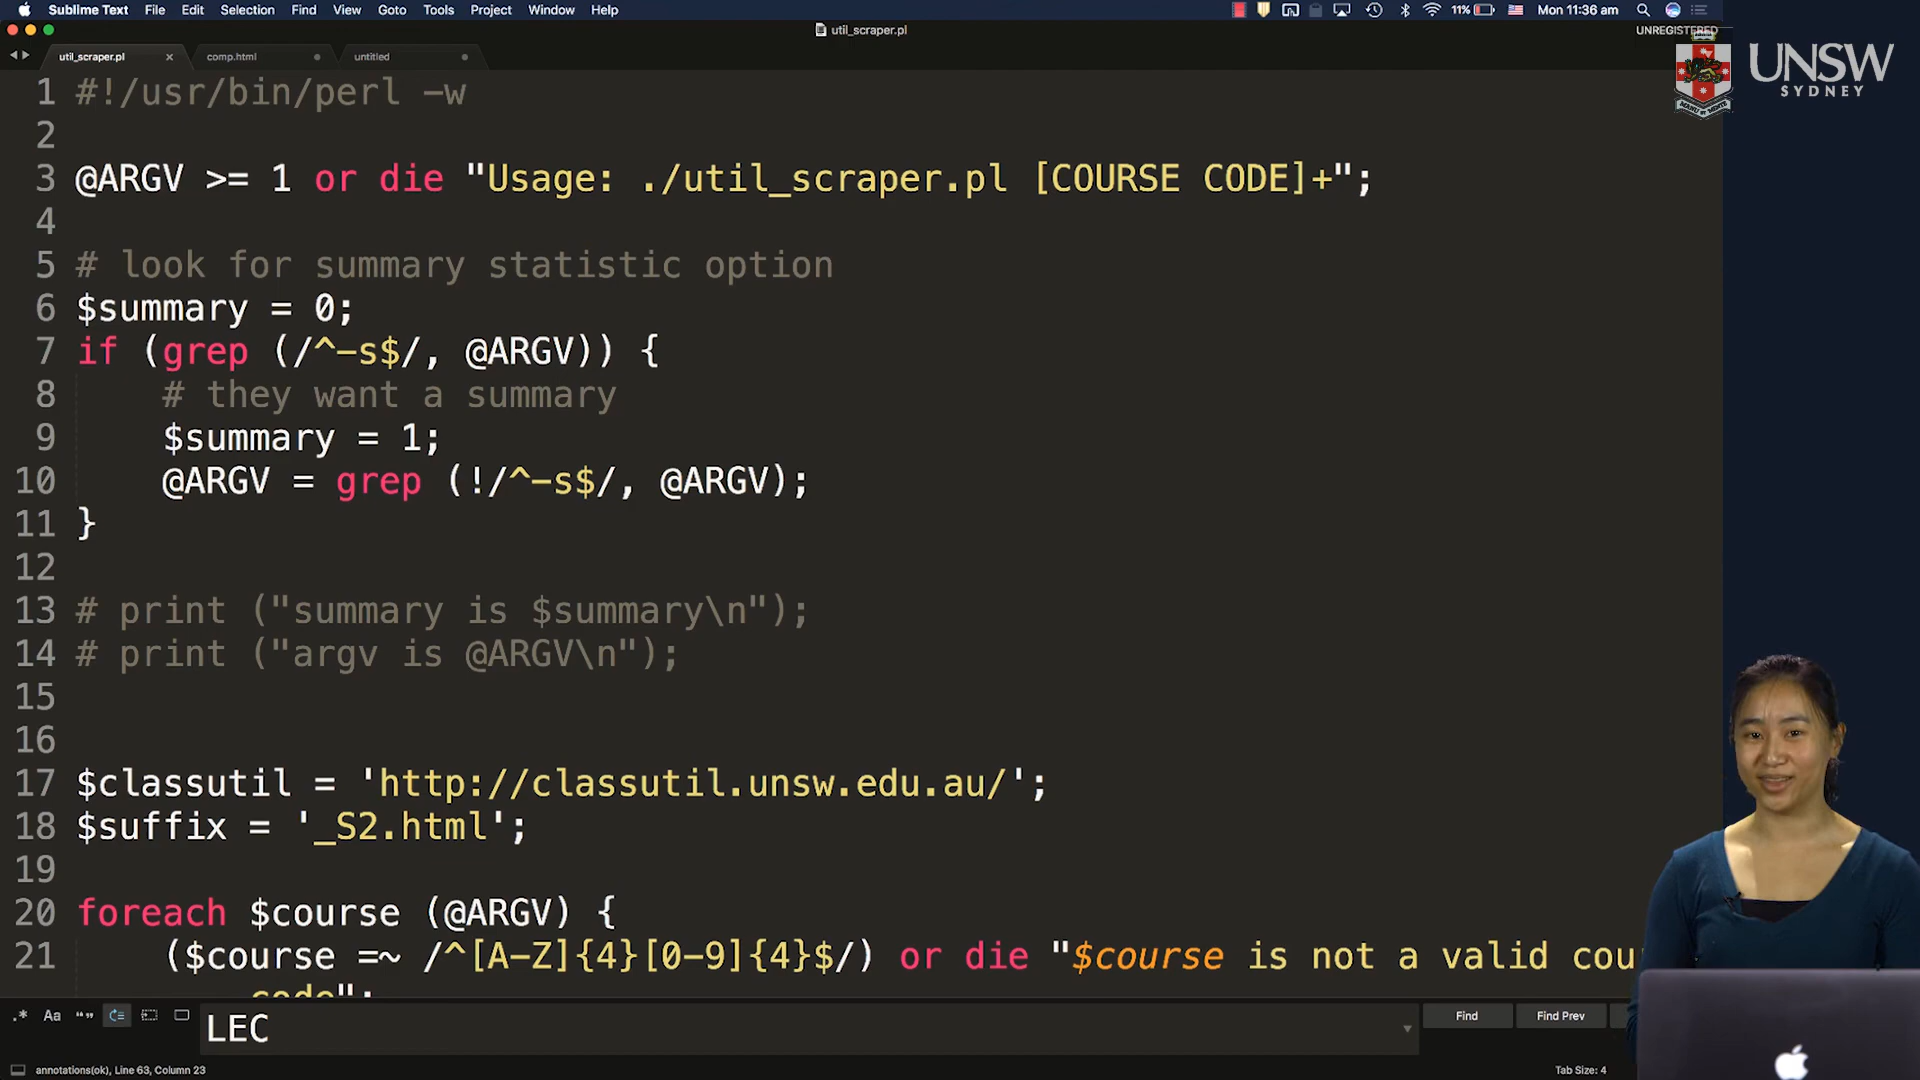 Sublime Text File Edit Selection Find View Goto Tools Project Window Help 11% Mon 11:36 am
util_scraper.pl UNREGISTERED
util_scraper.pl comp.html untitled
UNSW
SYDNEY
1 #!/usr/bin/perl -w
2
3 @ARGV >= 1 or die "Usage: ./util_scraper.pl [COURSE CODE]+";
4
5 # look for summary statistic option
6 $summary = 0;
7 if (grep (/^-s$/, @ARGV)) {
8 # they want a summary
9 $summary = 1;
10 @ARGV = grep (!/^-s$/, @ARGV);
11 }
12
13 # print ("summary is $summary\n");
14 # print ("argv is @ARGV\n");
15
16
17 $classutil = 'http://classutil.unsw.edu.au/';
18 $suffix = '_S2.html';
19
20 foreach $course (@ARGV) {
21 ($course =~ /^[A-Z]{4}[0-9]{4}$/) or die "$course is not a valid cou
code";
.* Aa "" LEC Find Find Prev
annotations(ok), Line 63, Column 23 Tab Size: 4